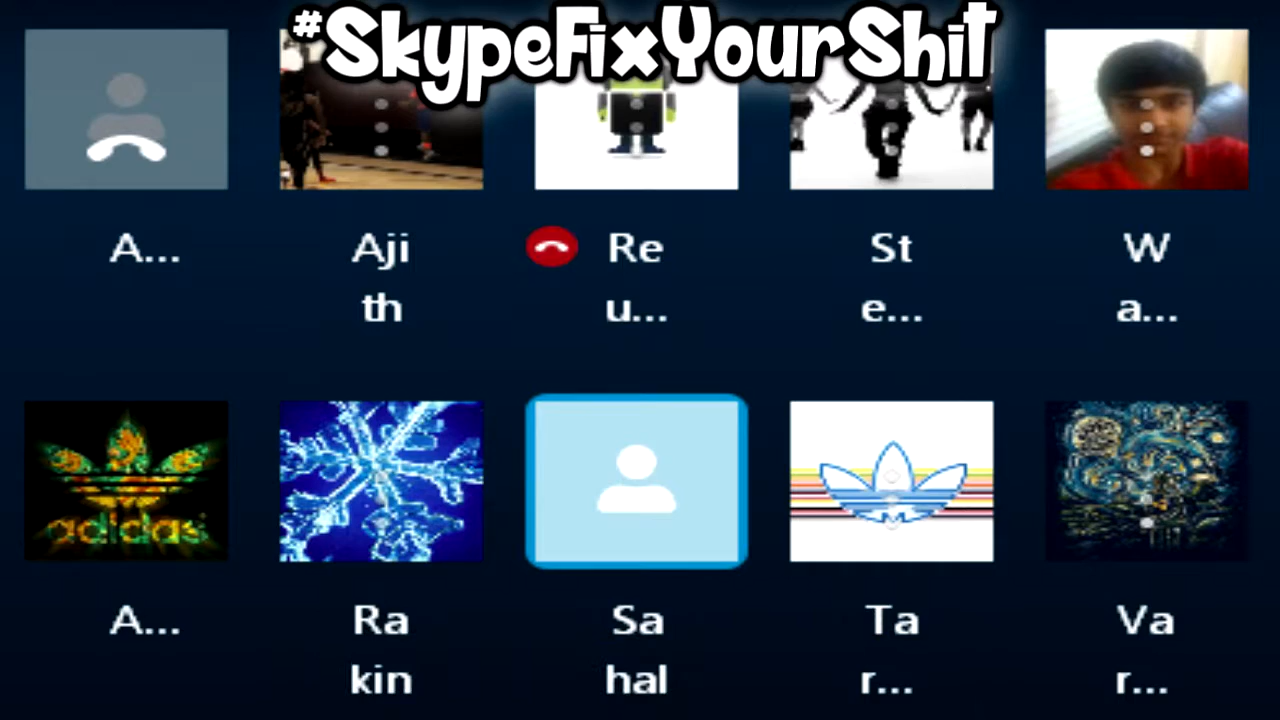 #SkypeFixYourShit
A...
Aji
th
Re
u...
St
e...
W
a...
adidas
A...
Ra
kin
Sa
hal
Ta
r...
Va
r...